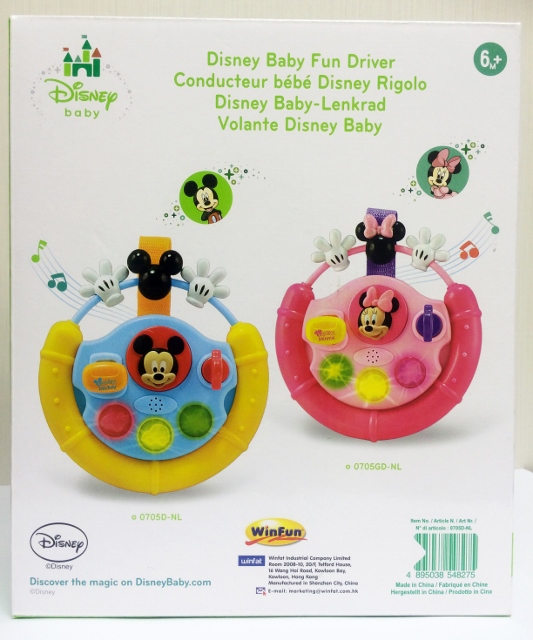 Disney
baby
Disney Baby Fun Driver
Conducteur bébé Disney Rigolo
Disney Baby-Lenkrad
Volante Disney Baby
6M+
0705D-NL
0705GD-NL
Disney
©Disney
Discover the magic on DisneyBaby.com
©Disney
WinFun
winfat
Winfat Industrial Company Limited
Room 2008-10, 20/F, Telford House,
16 Wang Hoi Road, Kowloon Bay,
Kowloon, Hong Kong
Manufactured in Shenzhen City, China
E-mail: marketing@winfat.com.hk
Item No. / Article N. / Art Nr. /
N° di articolo : 0705D-NL
4 895038 548275
Made in China / Fabriqué en Chine
Hergestellt in China / Prodotto in Cina